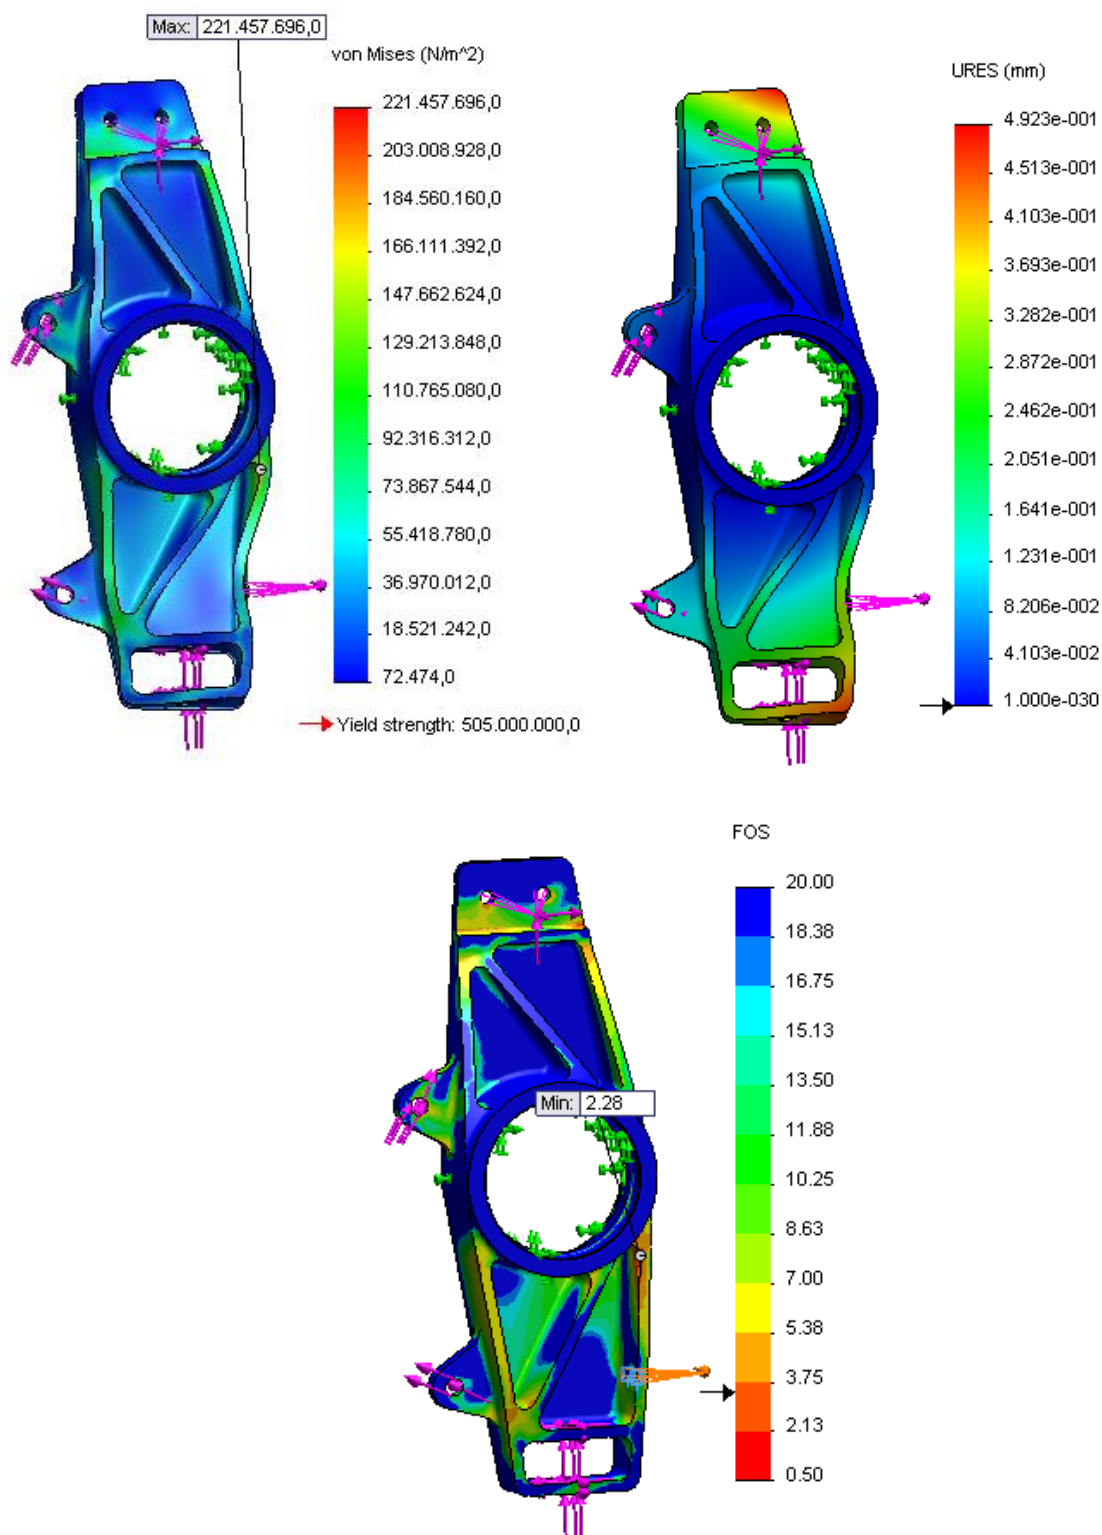 Max: 221.457.696,0
von Mises (N/m^2)
221.457.696,0
203.008.928,0
184.560.160,0
166.111.392,0
147.662.624,0
129.213.848,0
110.765.080,0
92.316.312,0
73.867.544,0
55.418.780,0
36.970.012,0
18.521.242,0
72.474,0
Yield strength: 505.000.000,0
URES (mm)
4.923e-001
4.513e-001
4.103e-001
3.693e-001
3.282e-001
2.872e-001
2.462e-001
2.051e-001
1.641e-001
1.231e-001
8.206e-002
4.103e-002
1.000e-030
FOS
20.00
18.38
16.75
15.13
13.50
11.88
10.25
8.63
7.00
5.38
3.75
2.13
0.50
Min: 2.28